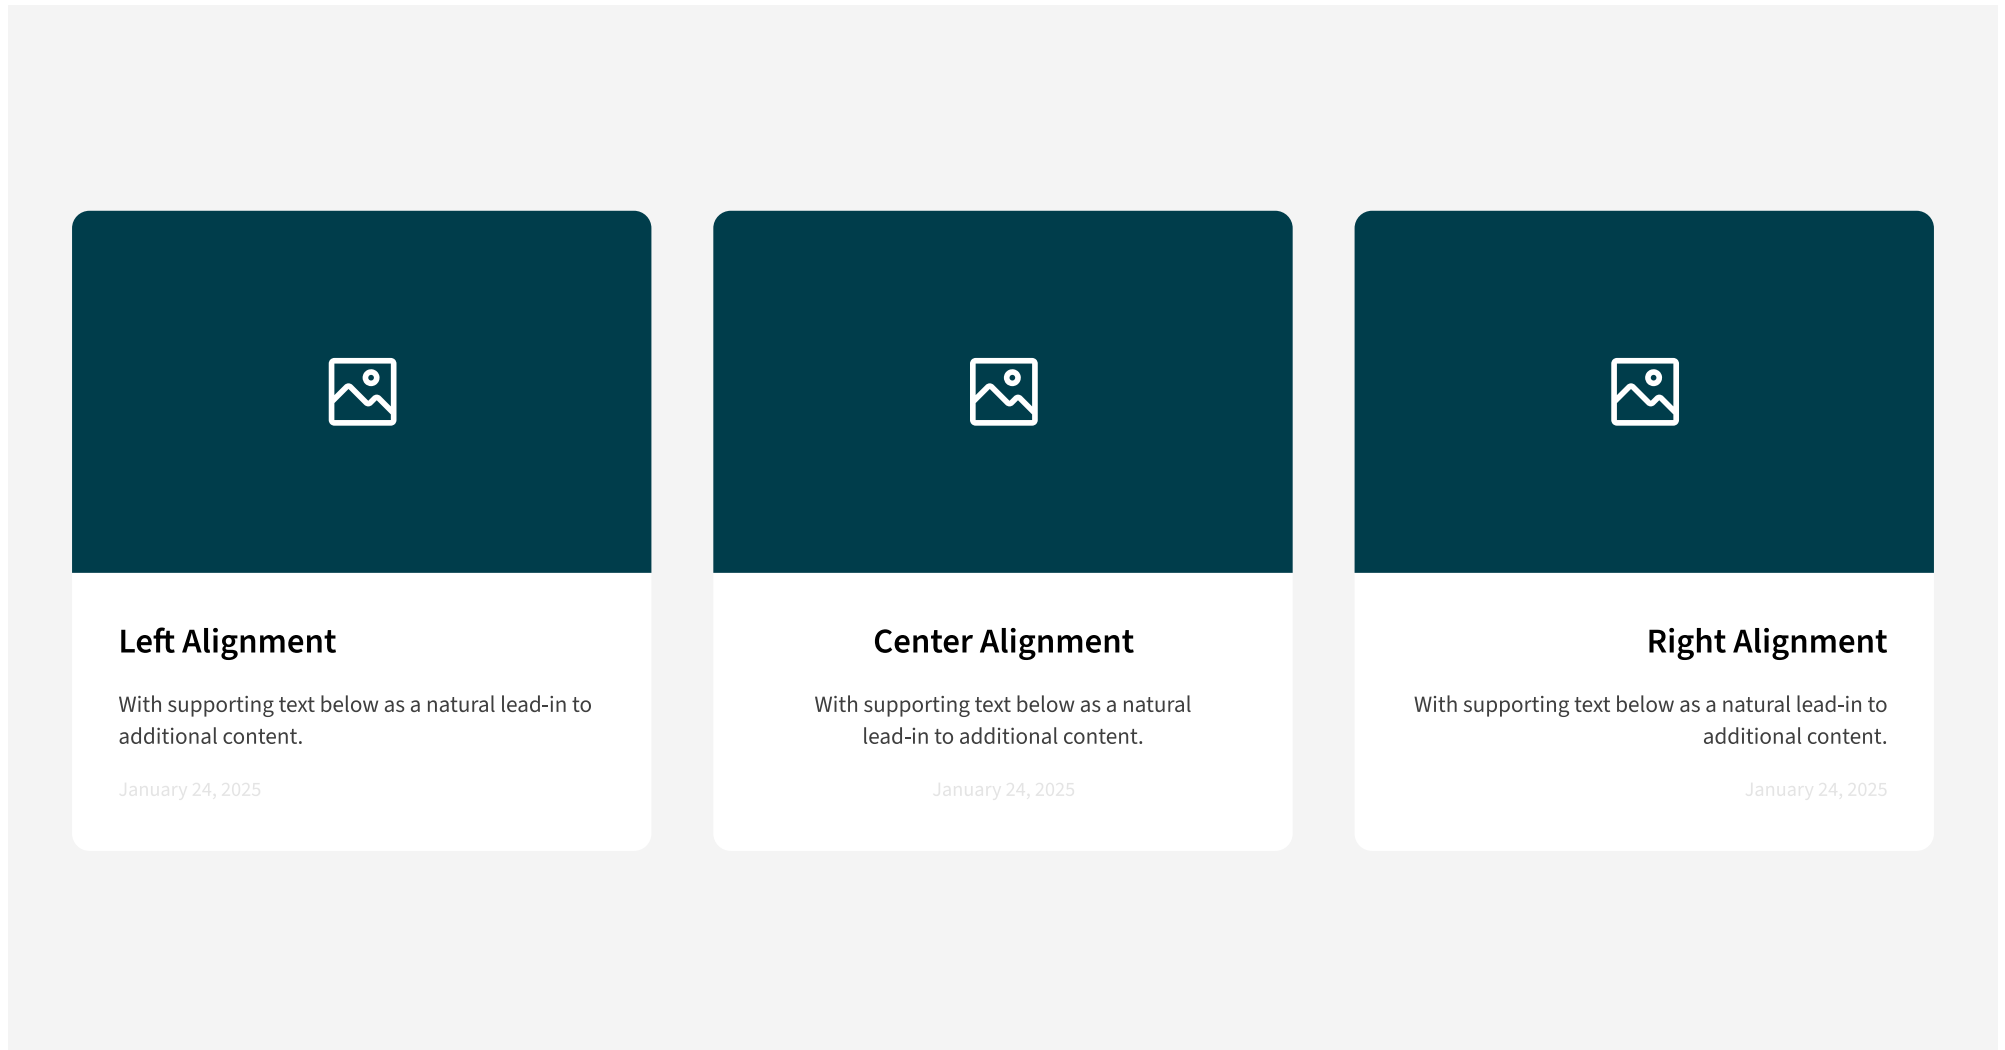 Left Alignment
With supporting text below as a natural lead-in to
additional content.
January 24, 2025
Center Alignment
With supporting text below as a natural
lead-in to additional content.
January 24, 2025
Right Alignment
With supporting text below as a natural lead-in to
additional content.
January 24, 2025